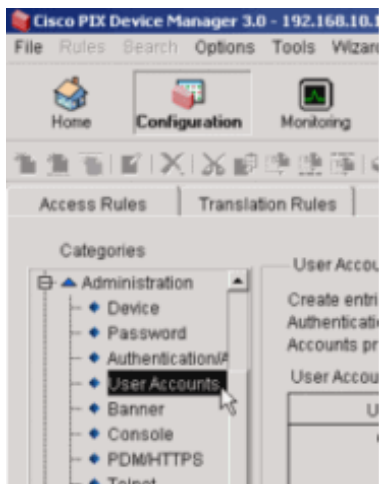 Cisco PIX Device Manager 3.0 - 192.168.10.1
File Rules Search Options Tools Wizar
Home Configuration Monitoring
Access Rules Translation Rules
Categories
User Accou
Administration
Create entri
Device
Authenticati
Password
Accounts pr
Authentication/A
User Accounts
User Accou
Banner
U
Console
PDM/HTTPS
Telnet